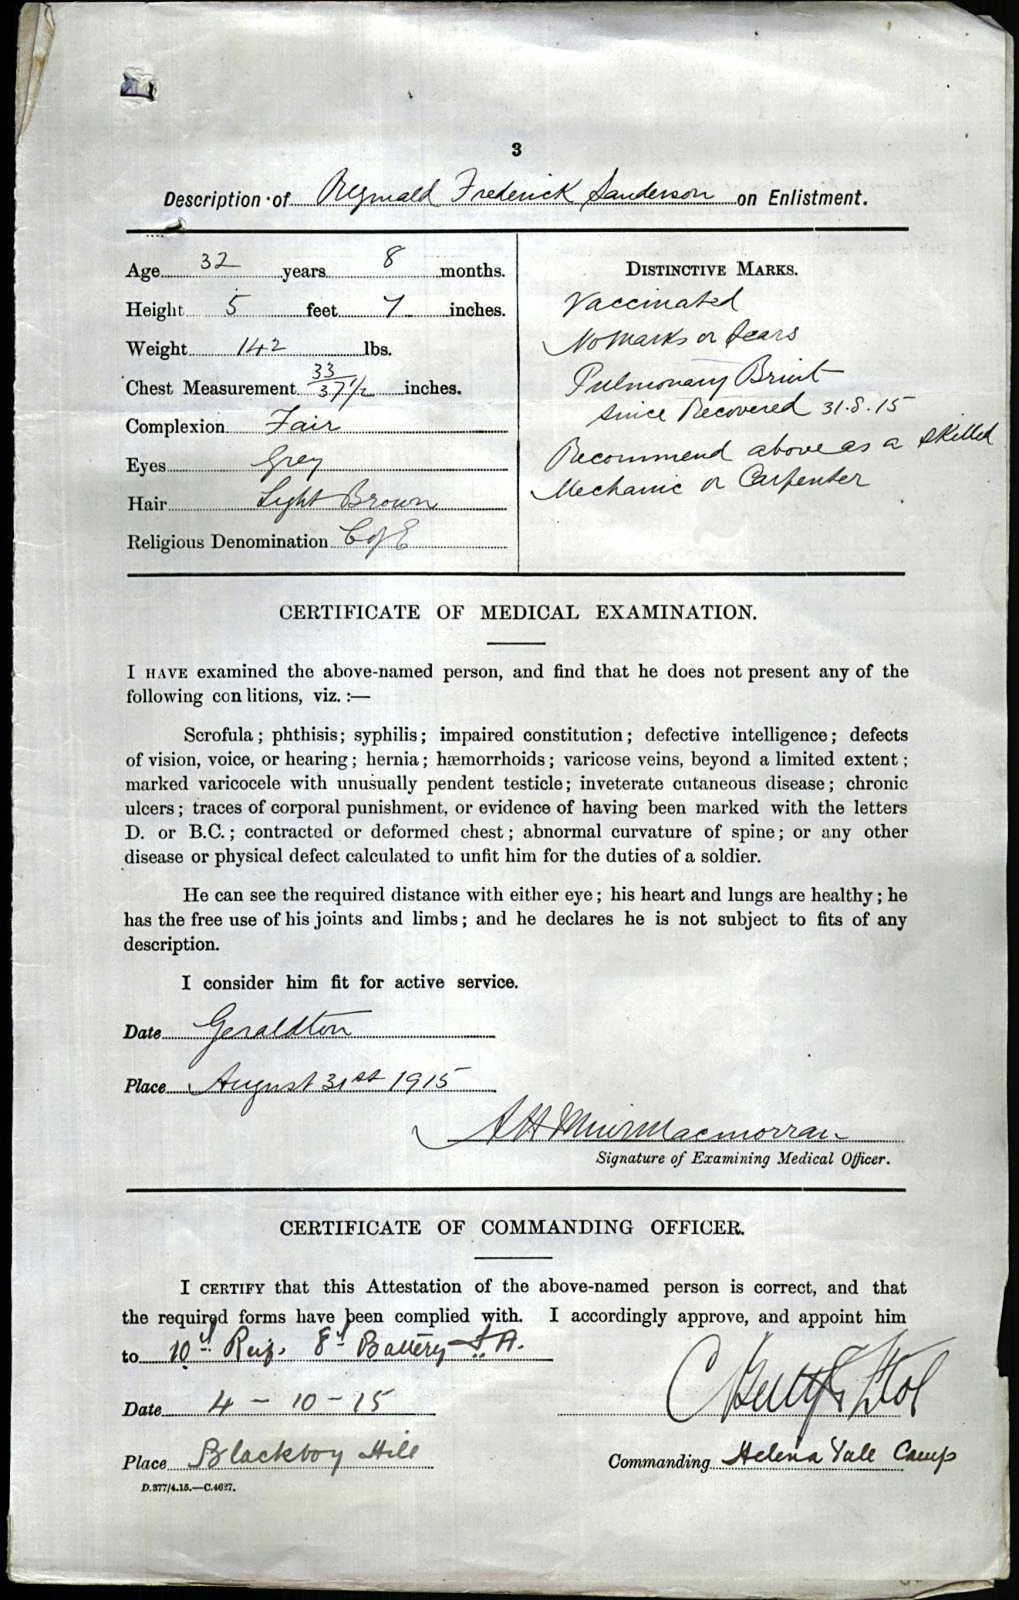 3
Description of Reginald Frederick Sanderson on Enlistment.
Age 32 years 8 months.
Height 5 feet 7 inches.
Weight 142 lbs.
Chest Measurement 33/37½ inches.
Complexion Fair
Eyes Grey
Hair Light Brown
Religious Denomination C of E
DISTINCTIVE MARKS.
Vaccinated
No Marks or Scars
Pulmonary
since Recovered 31.8.15
Recommend above as a skilled
Mechanic or Carpenter
CERTIFICATE OF MEDICAL EXAMINATION.
I HAVE examined the above-named person, and find that he does not present any of the
following con litions, viz. :—
Scrofula ; phthisis ; syphilis ; impaired constitution ; defective intelligence ; defects
of vision, voice, or hearing ; hernia ; hæmorrhoids ; varicose veins, beyond a limited extent ;
marked varicocele with unusually pendent testicle ; inveterate cutaneous disease ; chronic
ulcers ; traces of corporal punishment, or evidence of having been marked with the letters
D. or B.C. ; contracted or deformed chest ; abnormal curvature of spine ; or any other
disease or physical defect calculated to unfit him for the duties of a soldier.
He can see the required distance with either eye ; his heart and lungs are healthy ; he
has the free use of his joints and limbs ; and he declares he is not subject to fits of any
description.
I consider him fit for active service.
Date Geraldton
Place August 31st 1915
A H Muir Macmorran
Signature of Examining Medical Officer.
CERTIFICATE OF COMMANDING OFFICER.
I CERTIFY that this Attestation of the above-named person is correct, and that
the required forms have been complied with. I accordingly approve, and appoint him
to 10th Reif. 8th Battery F.A.
Date 4 - 10 - 15
Place Blackboy Hill
Commanding Helena Vale Camp
D.377/4.15.—C.4627.